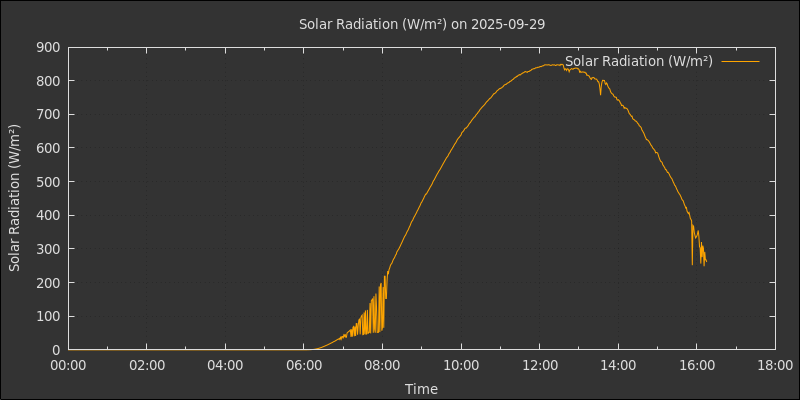 Solar Radiation (W/m²) on 2025-09-29
Solar Radiation (W/m²)
Solar Radiation (W/m²)
900
800
700
600
500
400
300
200
100
0
00:00 02:00 04:00 06:00 08:00 10:00 12:00 14:00 16:00 18:00
Time